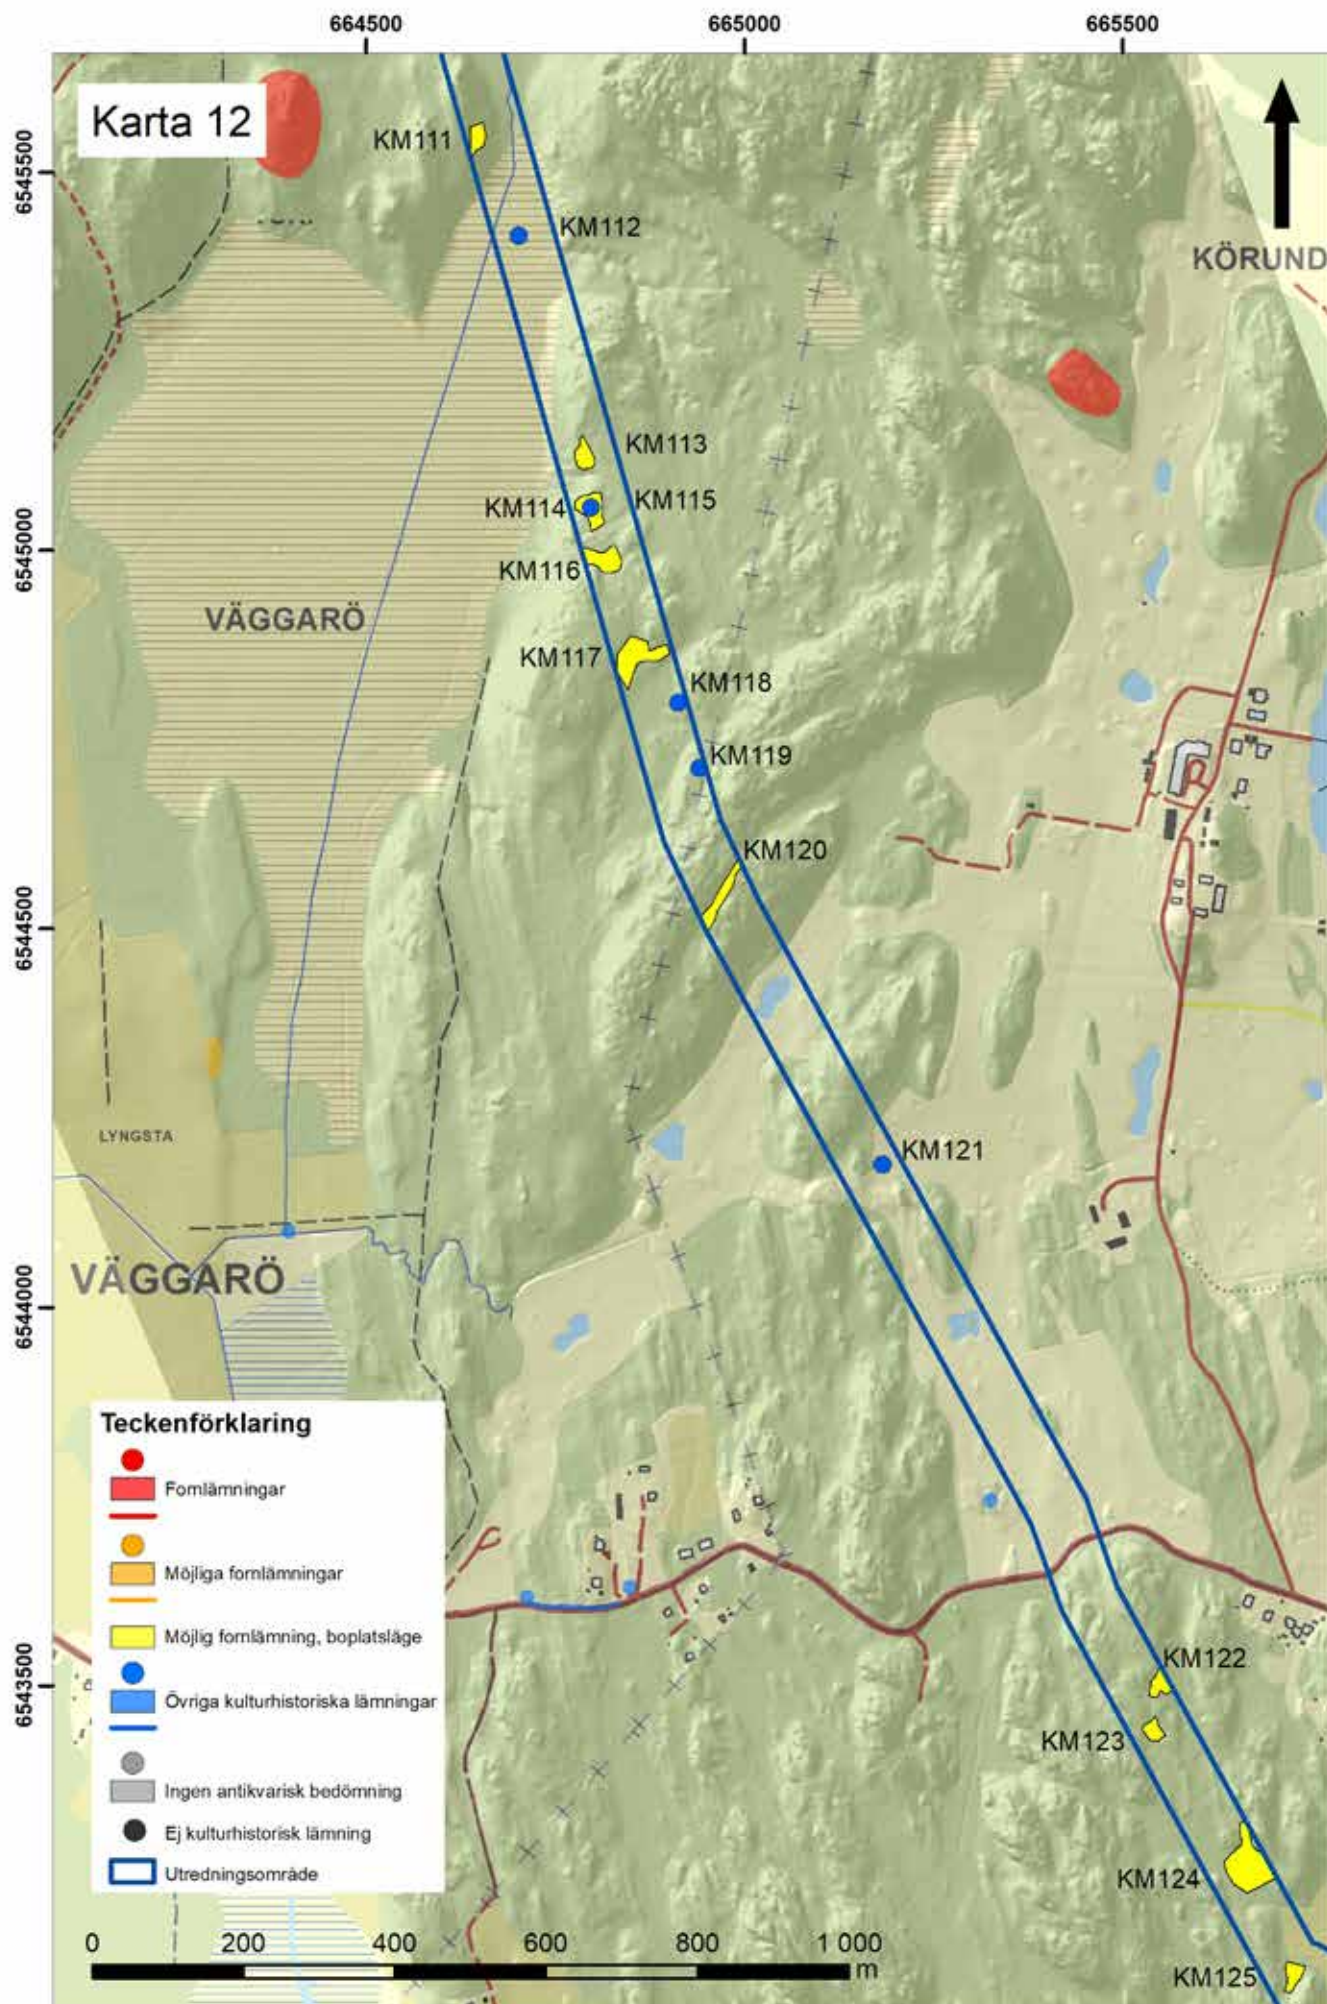 664500 665000 665500
Karta 12
KM111
6545500
KM112
KÖRUND
KM113
KM114 KM115
6545000
KM116
VÄGGARÖ
KM117
KM118
KM119
KM120
6544500
LYNGSTA
KM121
VÄGGARÖ
6544000
Teckenförklaring
Fornlämningar
Möjliga fornlämningar
Möjlig fornlämning, boplatsläge
Övriga kulturhistoriska lämningar
Ingen antikvarisk bedömning
Ej kulturhistorisk lämning
Utredningsområde
KM122
6543500
KM123
KM124
0 200 400 600 800 1 000
m
KM125